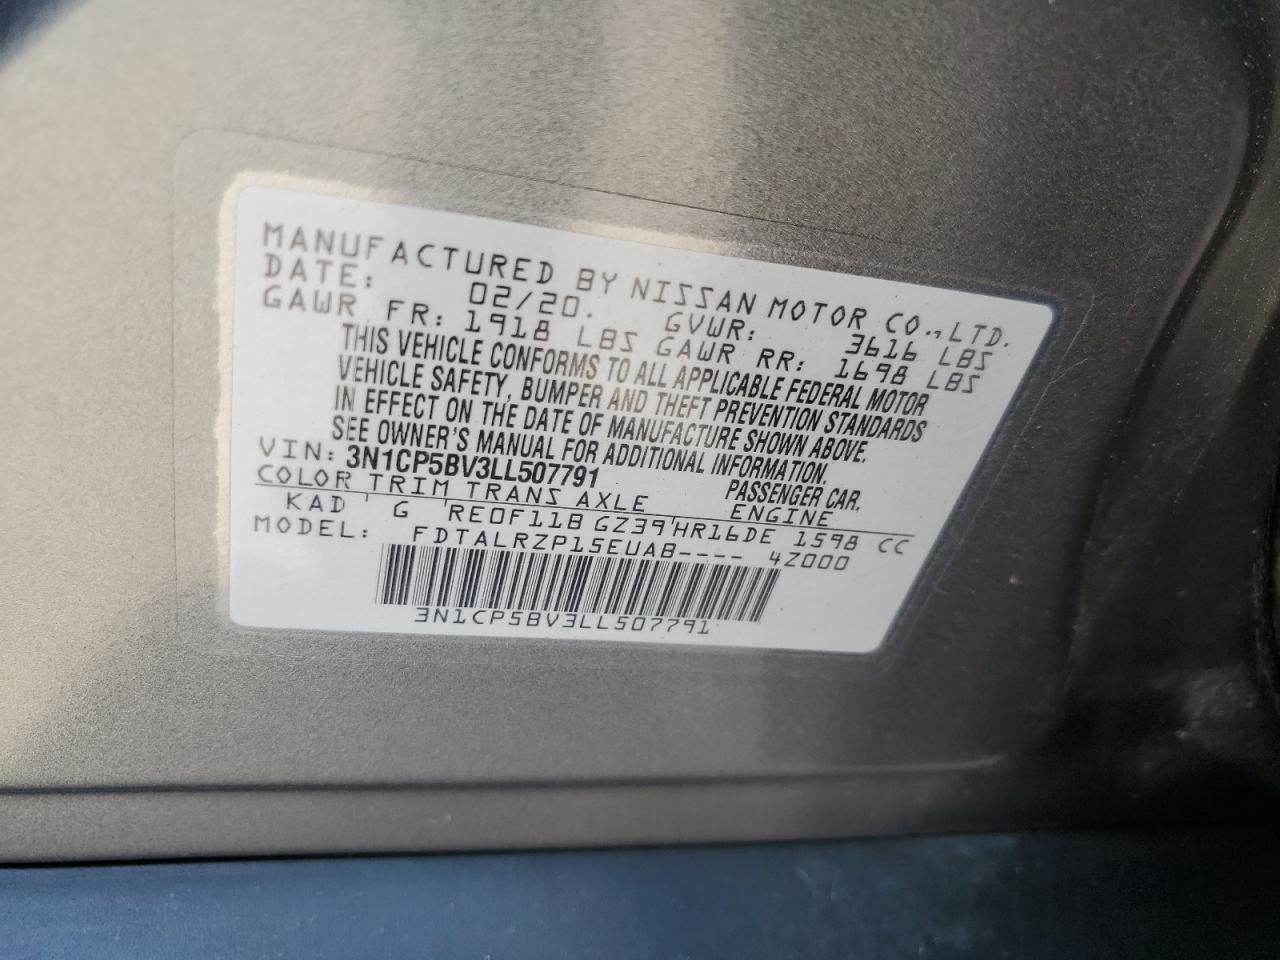 MANUFACTURED BY NISSAN MOTOR CO., LTD.
DATE: 02/20. GVWR: 3616 LBS
GAWR FR: 1918 LBS GAWR RR: 1698 LBS
THIS VEHICLE CONFORMS TO ALL APPLICABLE FEDERAL MOTOR
VEHICLE SAFETY, BUMPER AND THEFT PREVENTION STANDARDS
IN EFFECT ON THE DATE OF MANUFACTURE SHOWN ABOVE.
SEE OWNER'S MANUAL FOR ADDITIONAL INFORMATION.
VIN: 3N1CP5BV3LL507791 PASSENGER CAR.
COLOR TRIM TRANS AXLE ENGINE
KAD ' G RE0F11B GZ39'HR16DE 1598 CC
MODEL: FDTALRZP15EUAB---- 4Z000
3N1CP5BV3LL507791